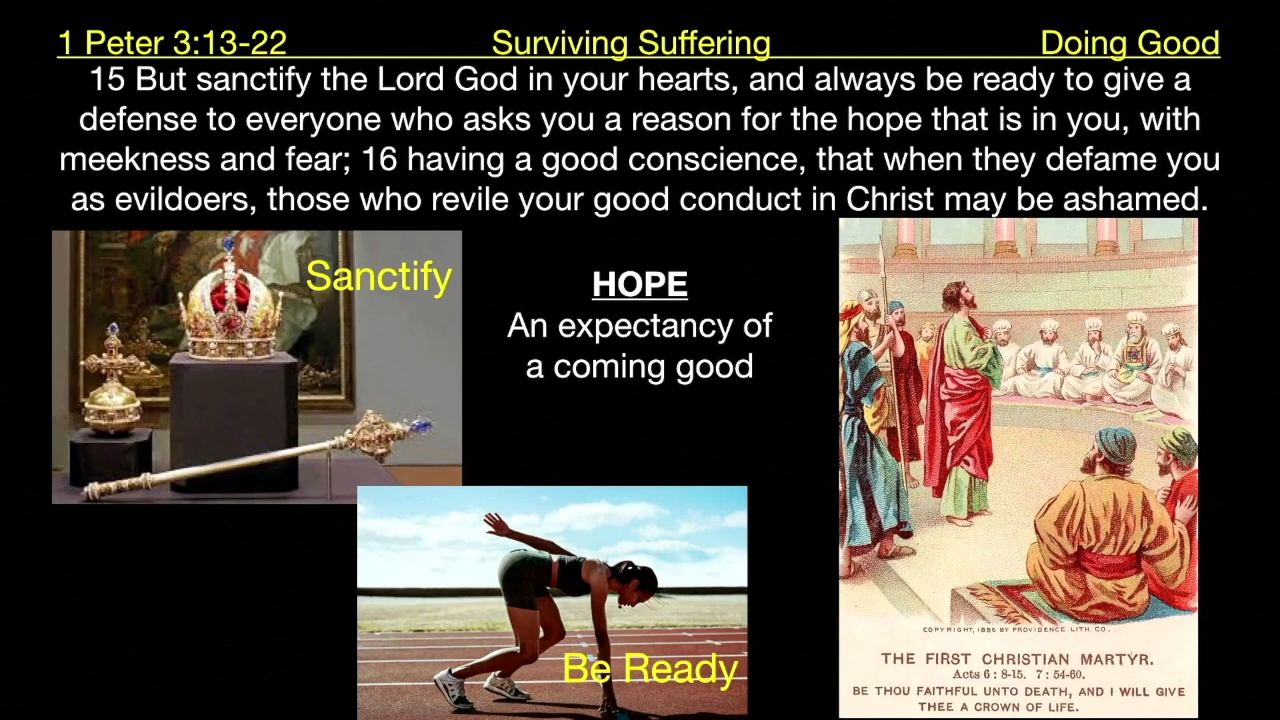 1 Peter 3:13-22 Surviving Suffering Doing Good
15 But sanctify the Lord God in your hearts, and always be ready to give a
defense to everyone who asks you a reason for the hope that is in you, with
meekness and fear; 16 having a good conscience, that when they defame you
as evildoers, those who revile your good conduct in Christ may be ashamed.
Sanctify
HOPE
An expectancy of
a coming good
Be Ready
COPYRIGHT, 1896 BY PROVIDENCE LITH. CO.
THE FIRST CHRISTIAN MARTYR.
Acts 6 : 8-15. 7 : 54-60.
BE THOU FAITHFUL UNTO DEATH, AND I WILL GIVE
THEE A CROWN OF LIFE.